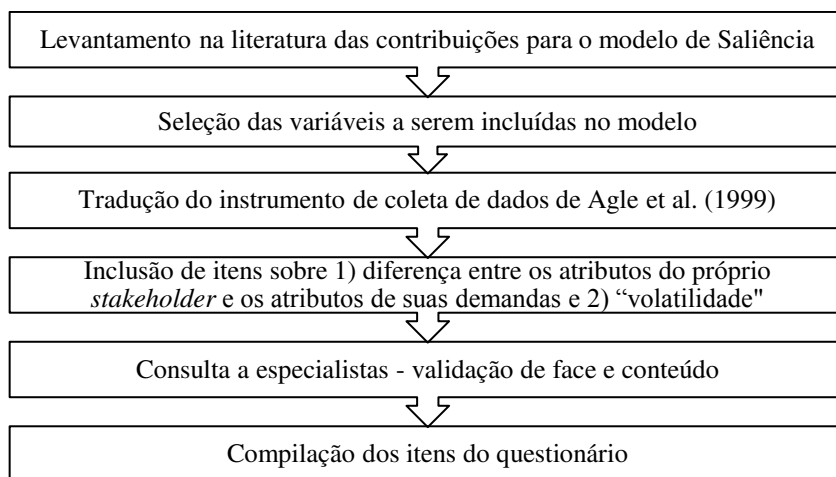 Levantamento na literatura das contribuições para o modelo de Saliência
Seleção das variáveis a serem incluídas no modelo
Tradução do instrumento de coleta de dados de Agle et al. (1999)
Inclusão de itens sobre 1) diferença entre os atributos do próprio
stakeholder e os atributos de suas demandas e 2) “volatilidade"
Consulta a especialistas - validação de face e conteúdo
Compilação dos itens do questionário